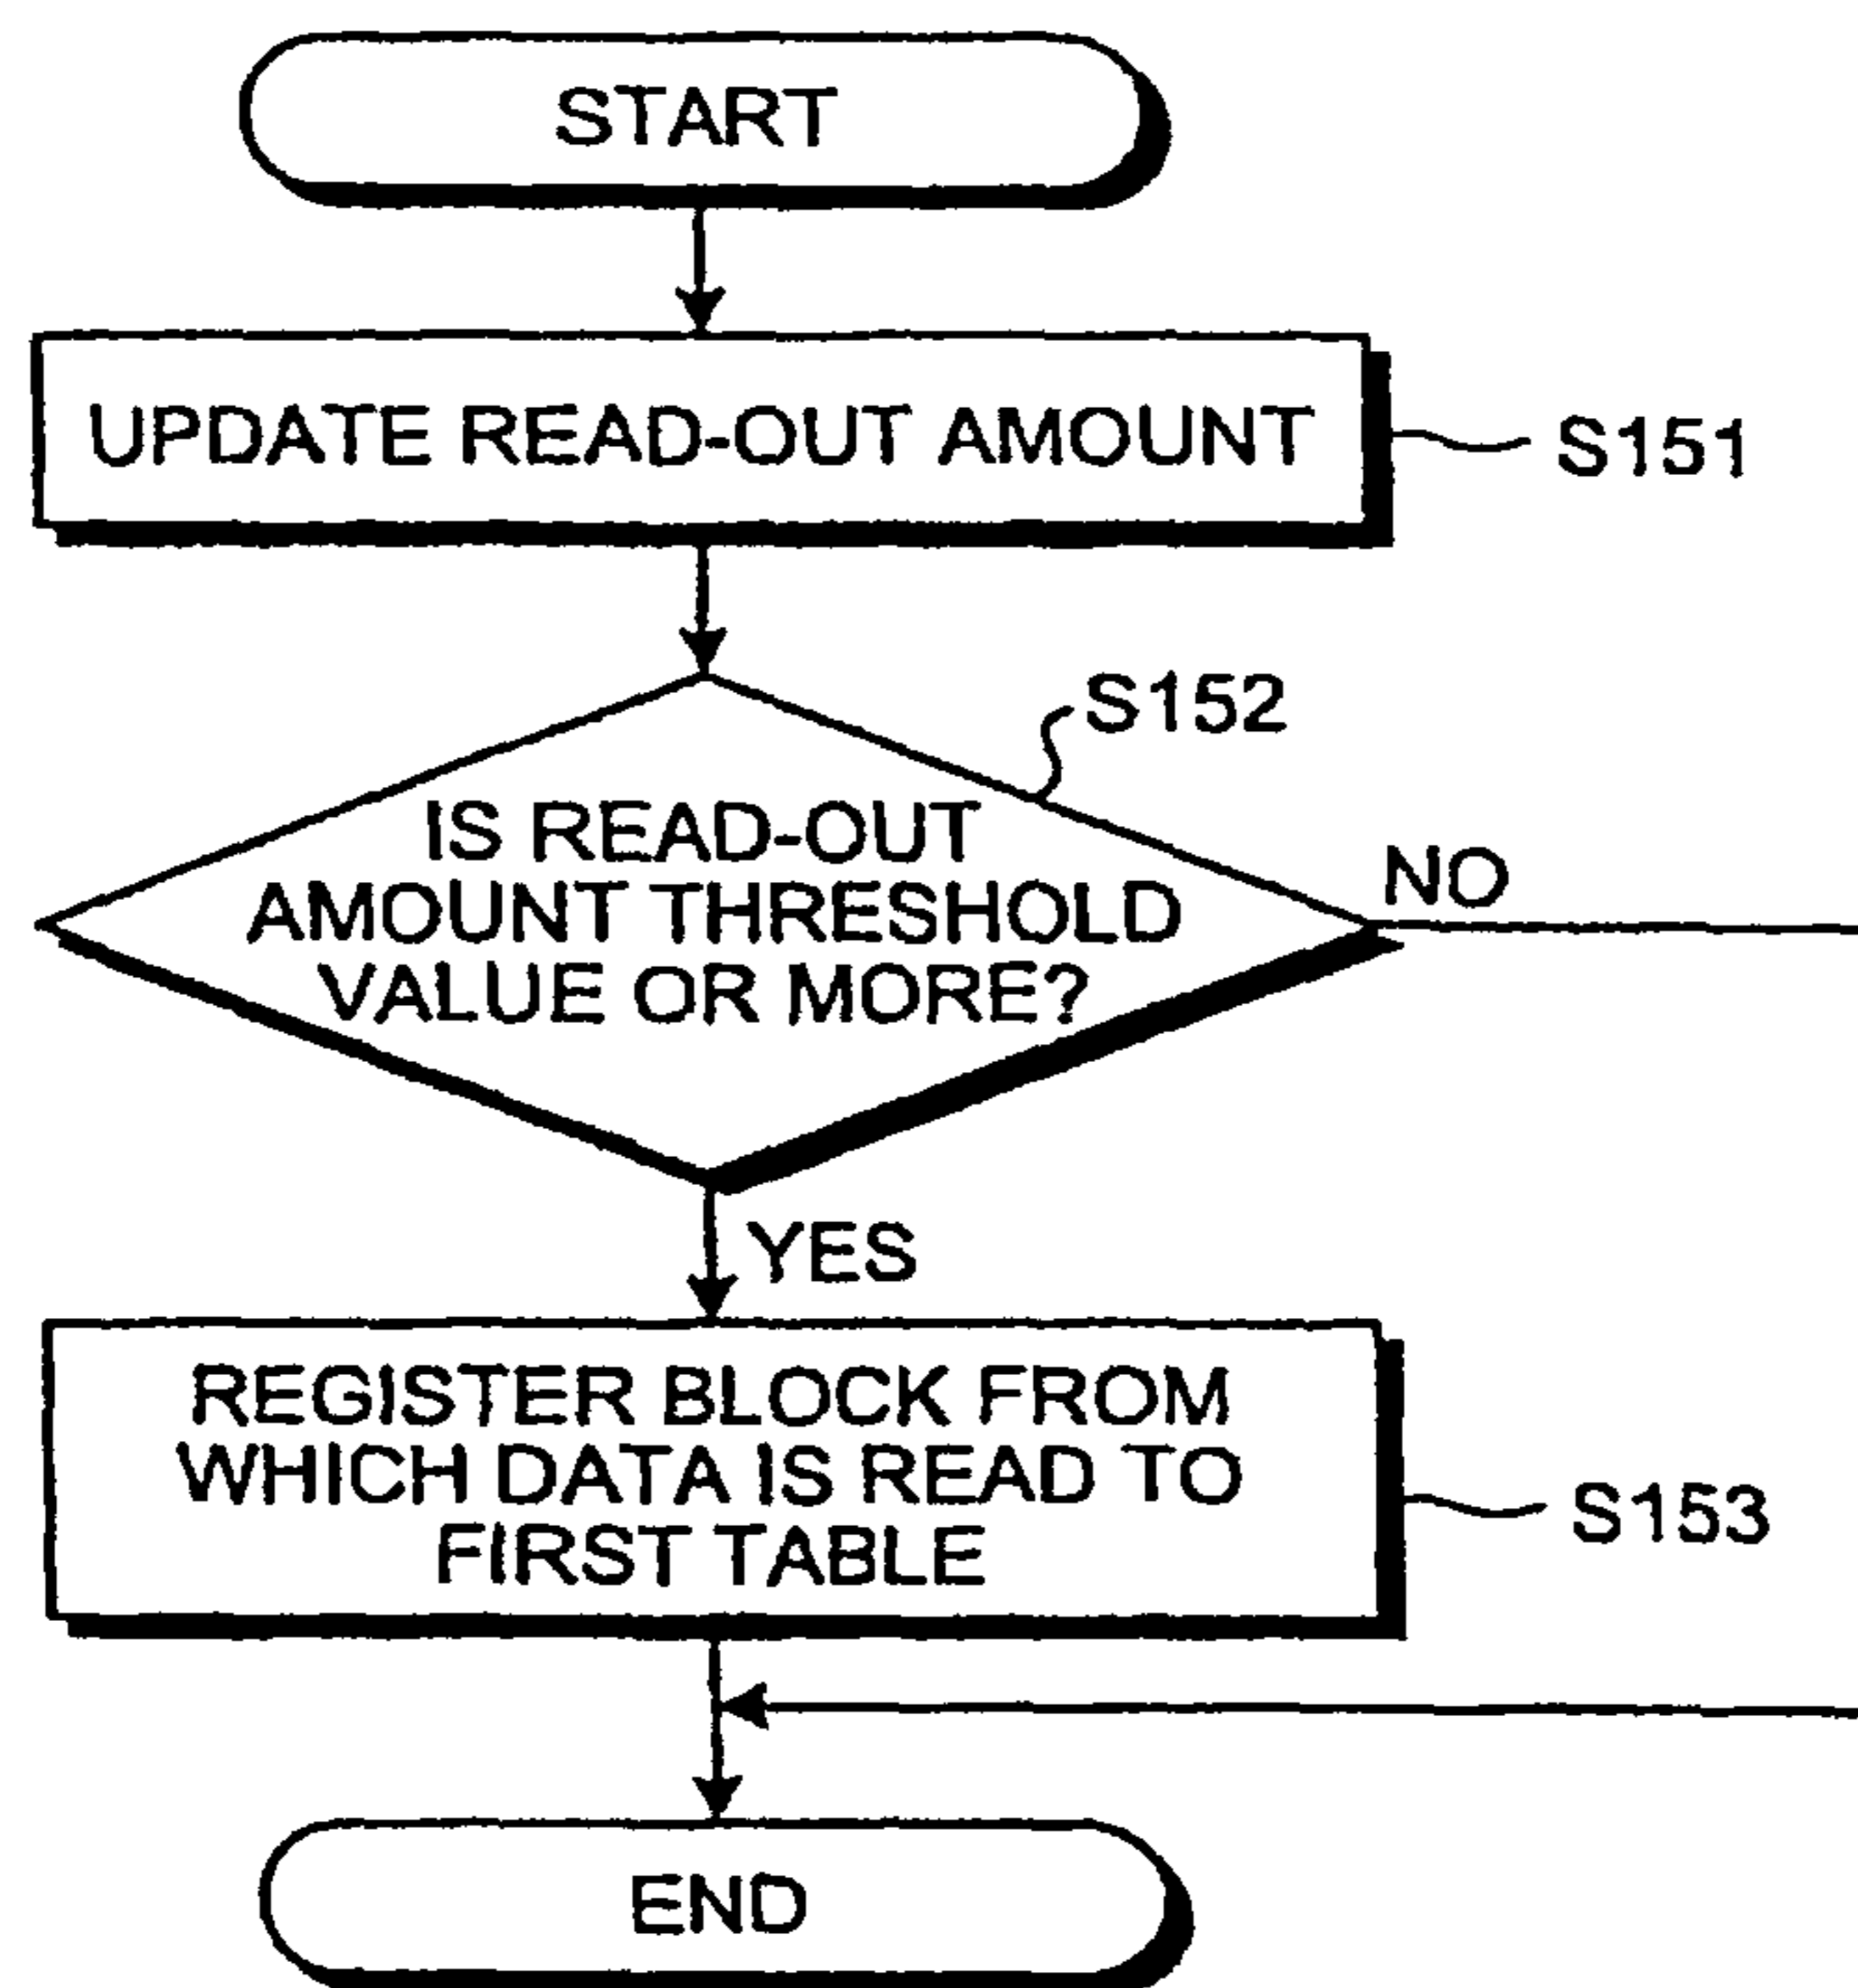 START
UPDATE READ-OUT AMOUNT
S151
S152
IS READ-OUT
AMOUNT THRESHOLD
VALUE OR MORE?
NO
YES
REGISTER BLOCK FROM
WHICH DATA IS READ TO
FIRST TABLE
S153
END